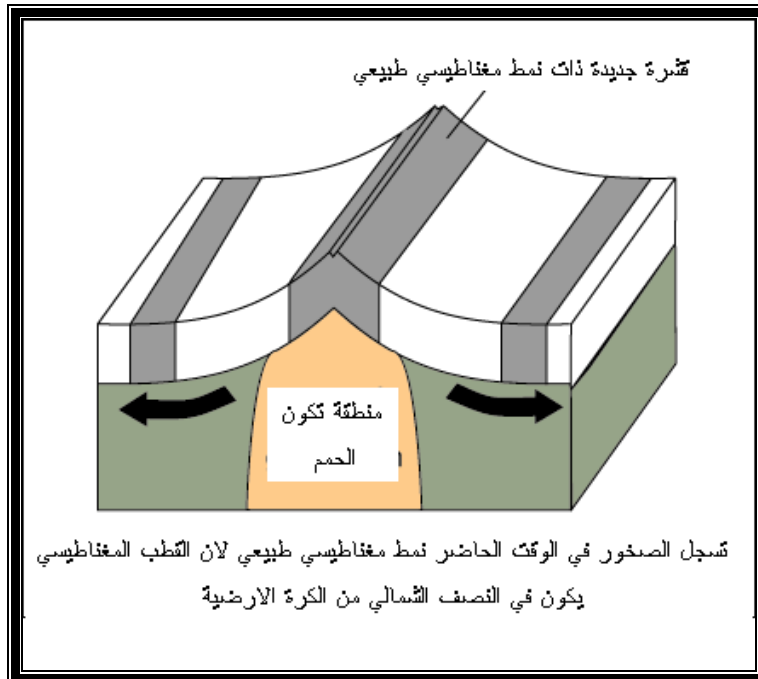 قشرة جديدة ذات نمط مغناطيسي طبيعي
منطقة تكون
الحمم
تسجل الصخور في الوقت الحاضر نمط مغناطيسي طبيعي لان القطب المغناطيسي
يكون في النصف الشمالي من الكرة الارضية